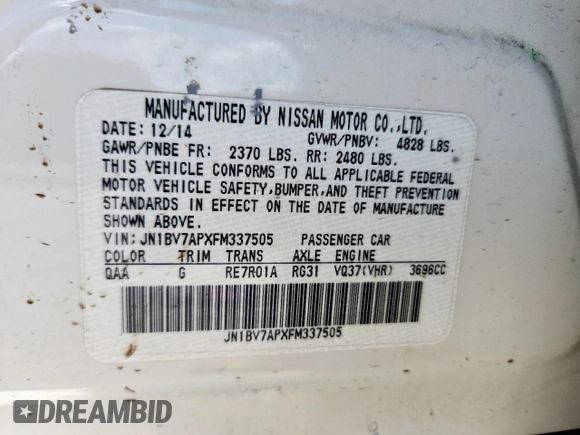 MANUFACTURED BY NISSAN MOTOR CO.,LTD.
DATE: 12/14 GVWR/PNBV: 4828 LBS.
GAWR/PNBE FR: 2370 LBS. RR: 2480 LBS.
THIS VEHICLE CONFORMS TO ALL APPLICABLE FEDERAL
MOTOR VEHICLE SAFETY,BUMPER,AND THEFT PREVENTION
STANDARDS IN EFFECT ON THE DATE OF MANUFACTURE
SHOWN ABOVE.
VIN: JN1BV7APXFM337505 PASSENGER CAR
COLOR TRIM TRANS AXLE ENGINE
QAA G RE7R01A RG31 VQ37(VHR) 3696CC
JN1BV7APXFM337505
DREAMBID